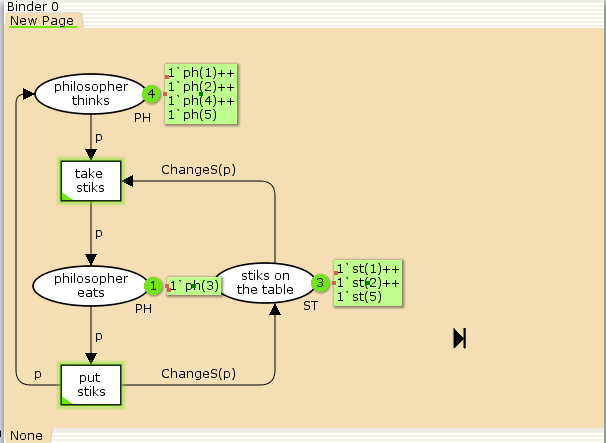 Binder 0
New Page
philosopher
thinks
4
1`ph(1)++
1`ph(2)++
1`ph(4)++
1`ph(5)
PH
p
take
stiks
ChangeS(p)
p
philosopher
eats
1
1`ph(3)
PH
stiks on
the table
3
1`st(1)++
1`st(2)++
1`st(5)
ST
p
p
put
stiks
ChangeS(p)
None